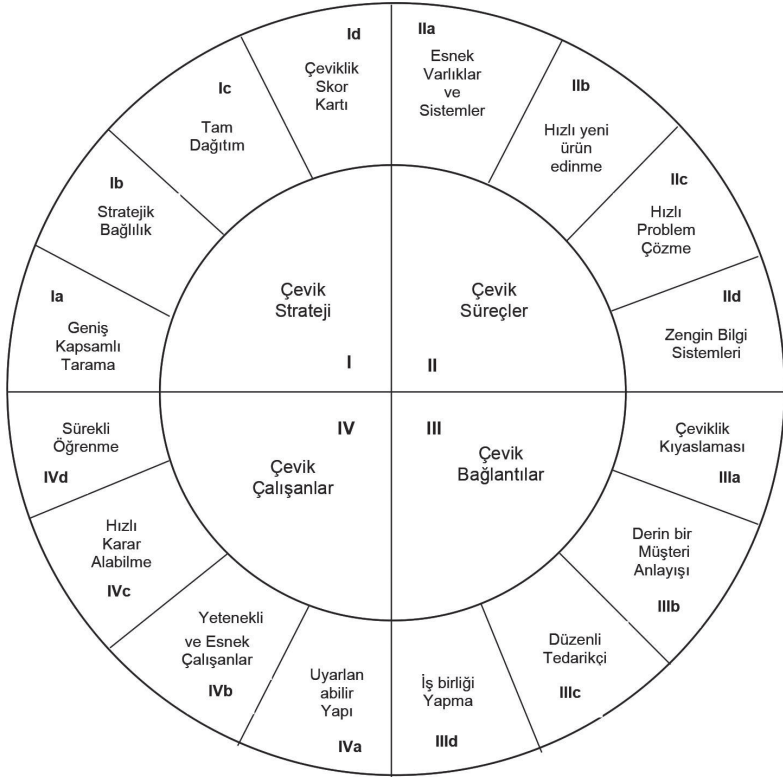 Id
Çeviklik
Skor
Kartı
IIa
Esnek
Varlıklar
ve
Sistemler
Ic
Tam
Dağıtım
IIb
Hızlı yeni
ürün
edinme
Ib
Stratejik
Bağlılık
IIc
Hızlı
Problem
Çözme
Ia
Geniş
Kapsamlı
Tarama
IId
Zengin Bilgi
Sistemleri
Çevik
Strateji
I
Çevik
Süreçler
II
IV
Çevik
Çalışanlar
III
Çevik
Bağlantılar
Sürekli
Öğrenme
IVd
Çeviklik
Kıyaslaması
IIIa
Hızlı
Karar
Alabilme
IVc
Derin bir
Müşteri
Anlayışı
IIIb
Yetenekli
ve Esnek
Çalışanlar
IVb
Düzenli
Tedarikçi
IIIc
Uyarlan
abilir
Yapı
IVa
İş birliği
Yapma
IIId